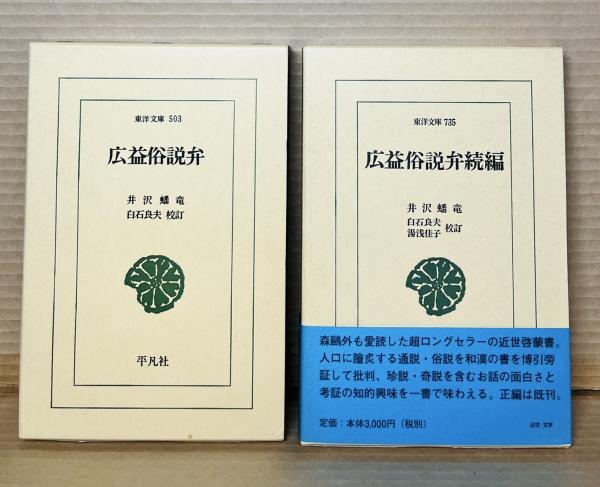 東洋文庫 503
広益俗説弁
井沢蟠竜
白石良夫 校訂
平凡社
東洋文庫 735
広益俗説弁続編
井沢蟠竜
白石良夫
湯浅佳子 校訂
森鷗外も愛読した超ロングセラーの近世啓蒙書。
人口に膾炙する通説・俗説を和漢の書を博引旁
証して批判、珍説・奇説を含むお話の面白さと
考証の知的興味を一書で味わえる。正編は既刊。
定価：本体3,000円（税別）